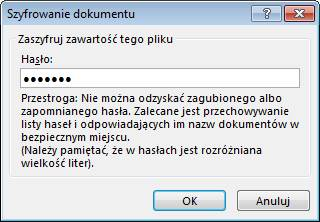 Szyfrowanie dokumentu
Zaszyfruj zawartość tego pliku
Hasło:
•••••••
Przestroga: Nie można odzyskać zagubionego albo
zapomnianego hasła. Zalecane jest przechowywanie
listy haseł i odpowiadających im nazw dokumentów w
bezpiecznym miejscu.
(Należy pamiętać, że w hasłach jest rozróżniana
wielkość liter).
OK Anuluj